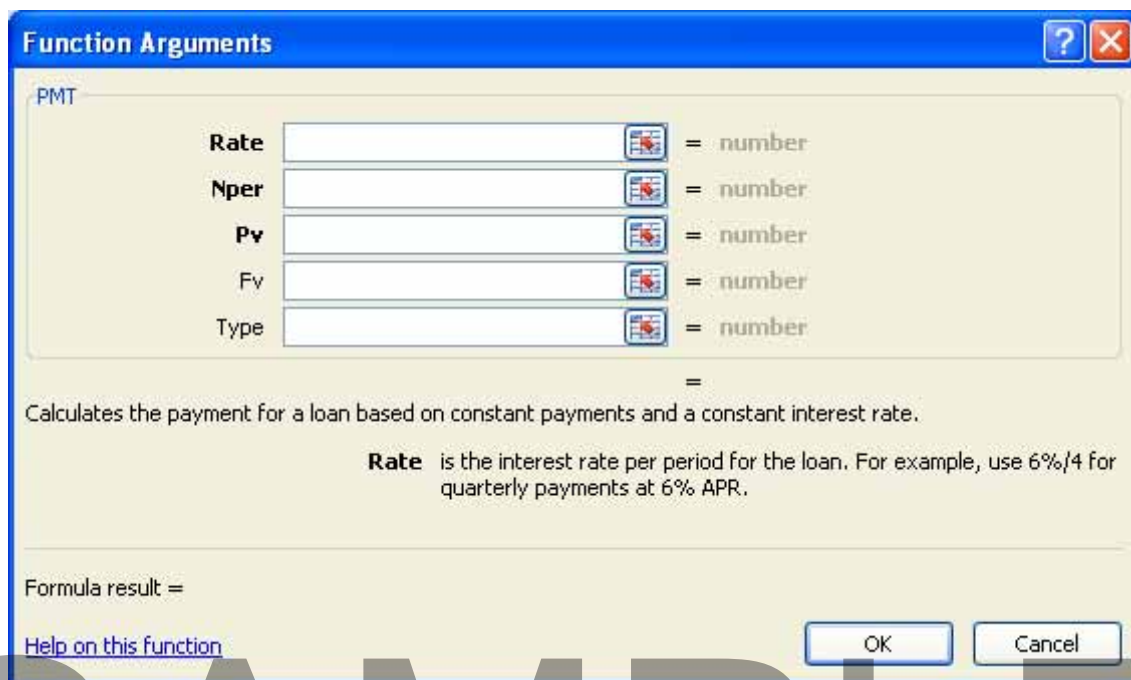 Function Arguments
PMT
Rate = number
Nper = number
Pv = number
Fv = number
Type = number
=
Calculates the payment for a loan based on constant payments and a constant interest rate.
Rate is the interest rate per period for the loan. For example, use 6%/4 for
quarterly payments at 6% APR.
Formula result =
Help on this function
OK Cancel